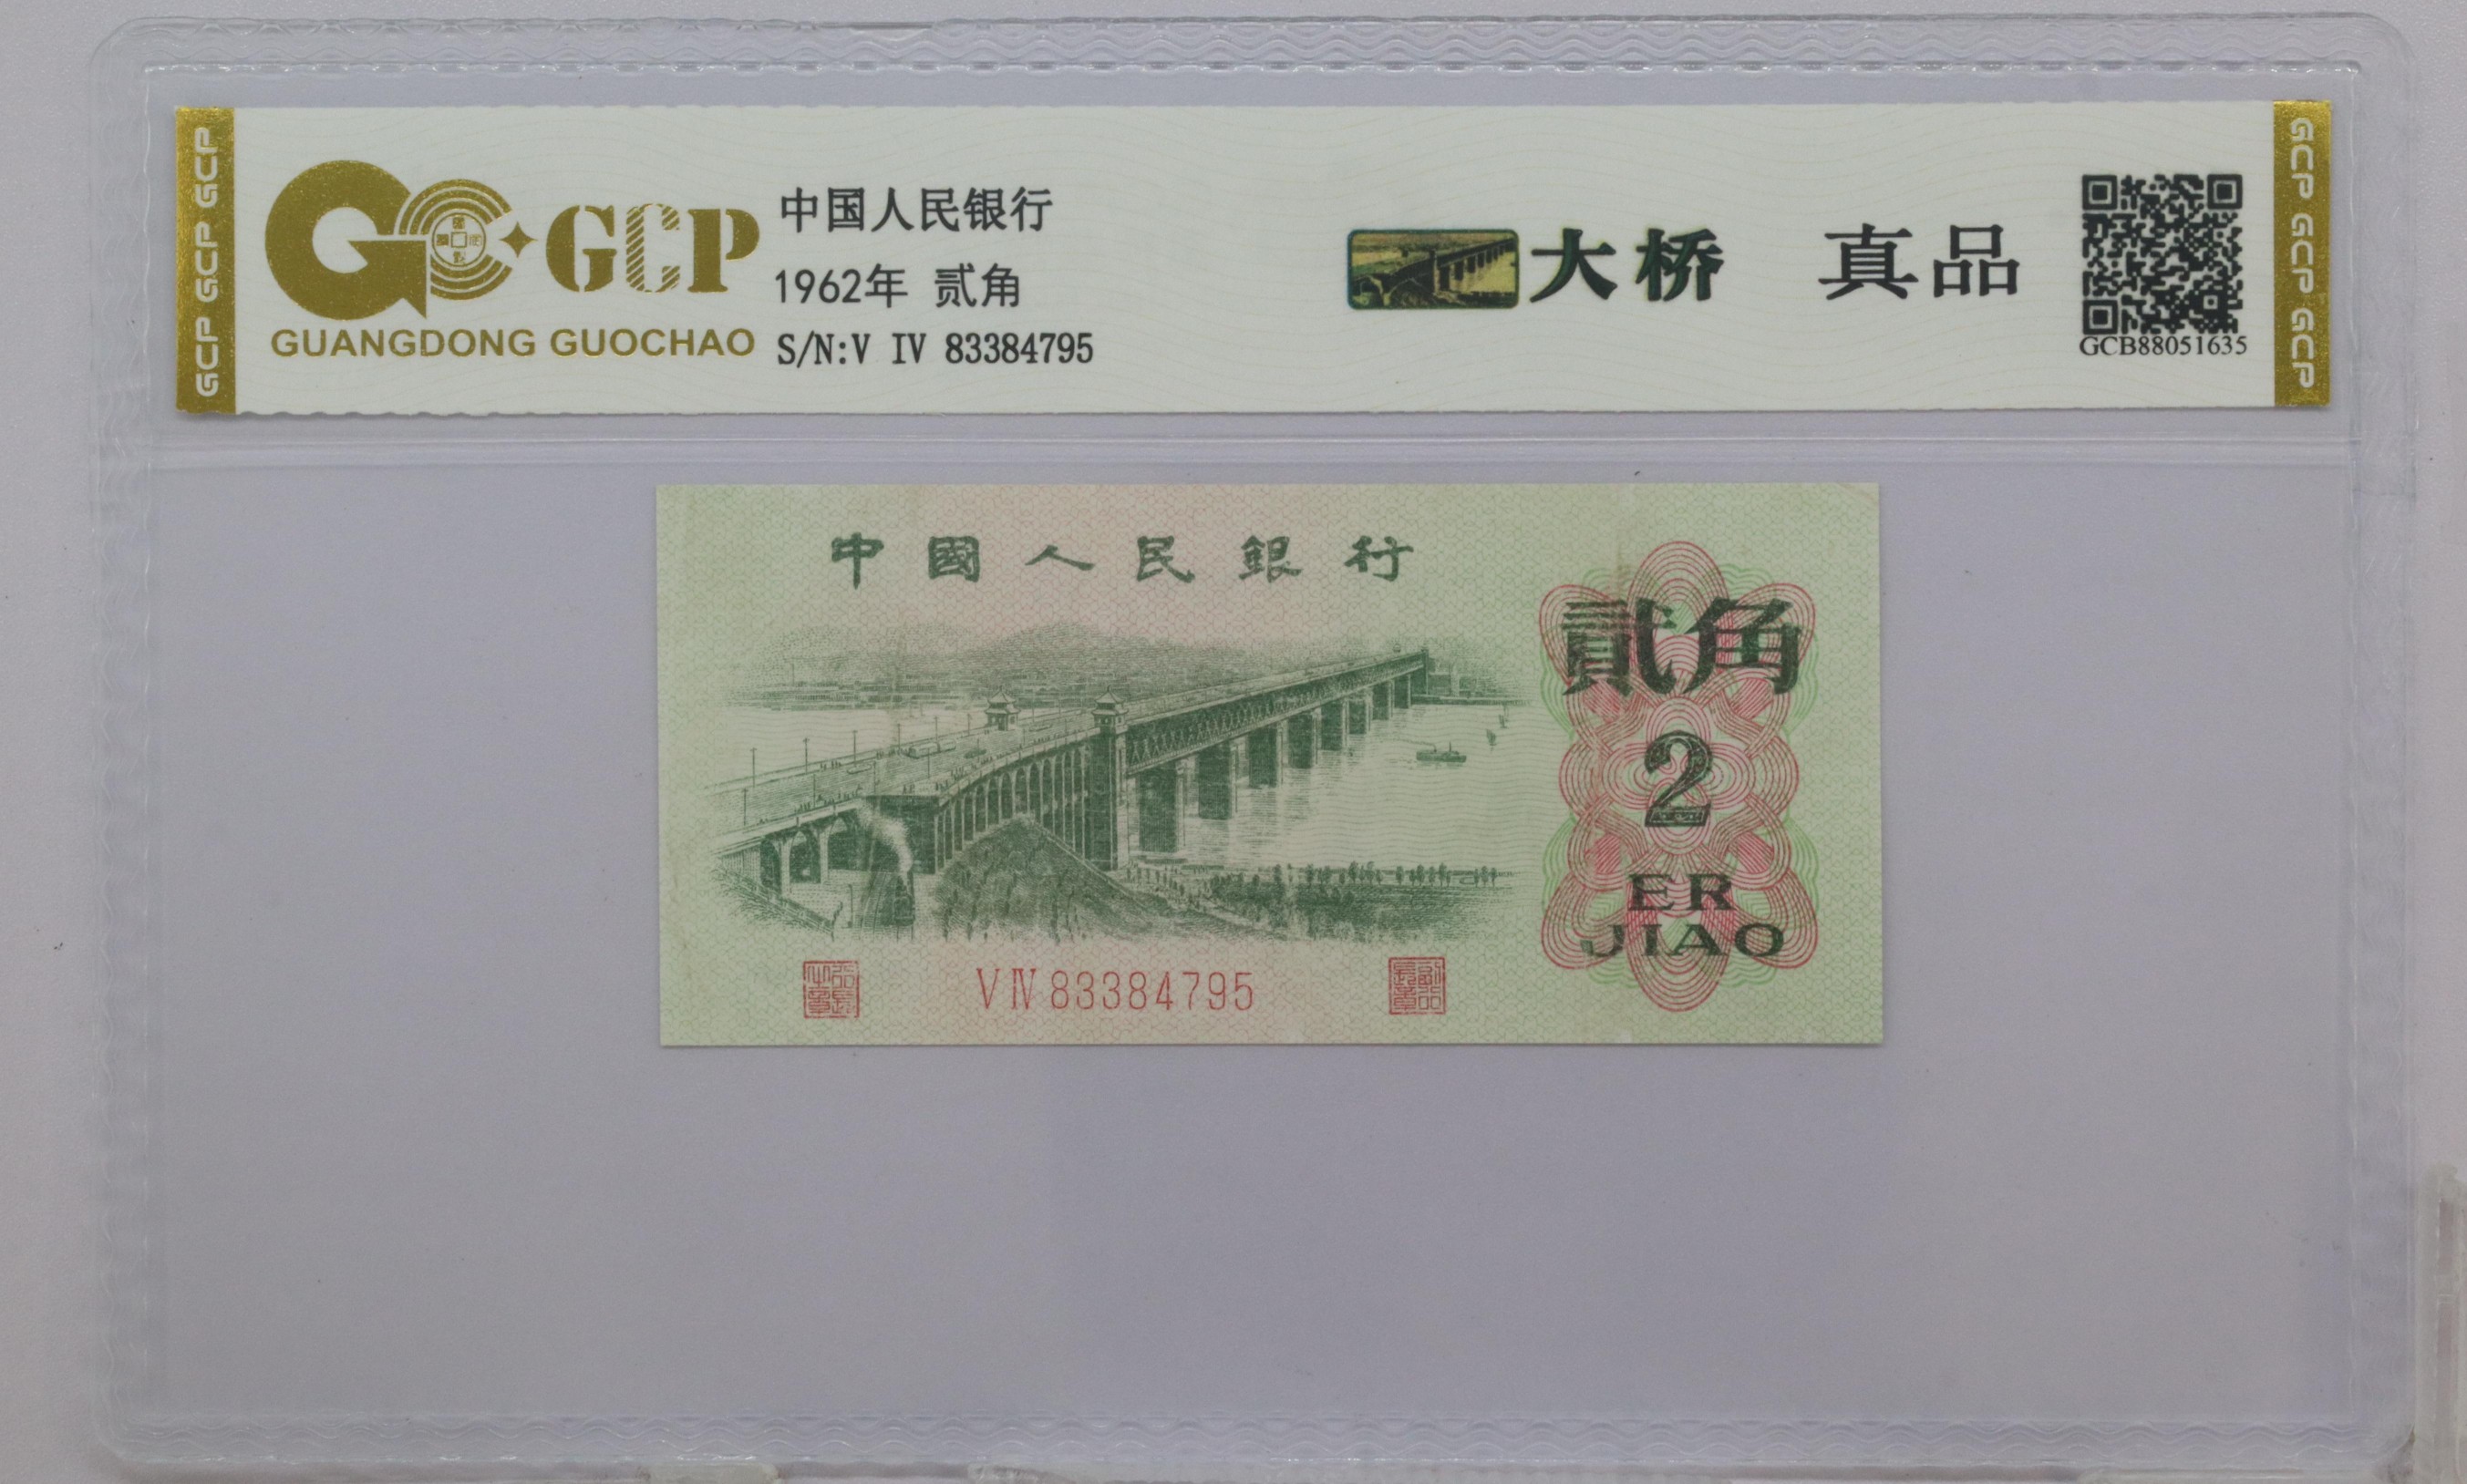 GCP GCP GCP
GCP
GUANGDONG GUOCHAO
中国人民银行
1962年 贰角
S/N:V IV 83384795
大桥 真品
GCB88051635
GCP GCP GCP
中國人民銀行
貳角
2
ER
JIAO
V IV 83384795